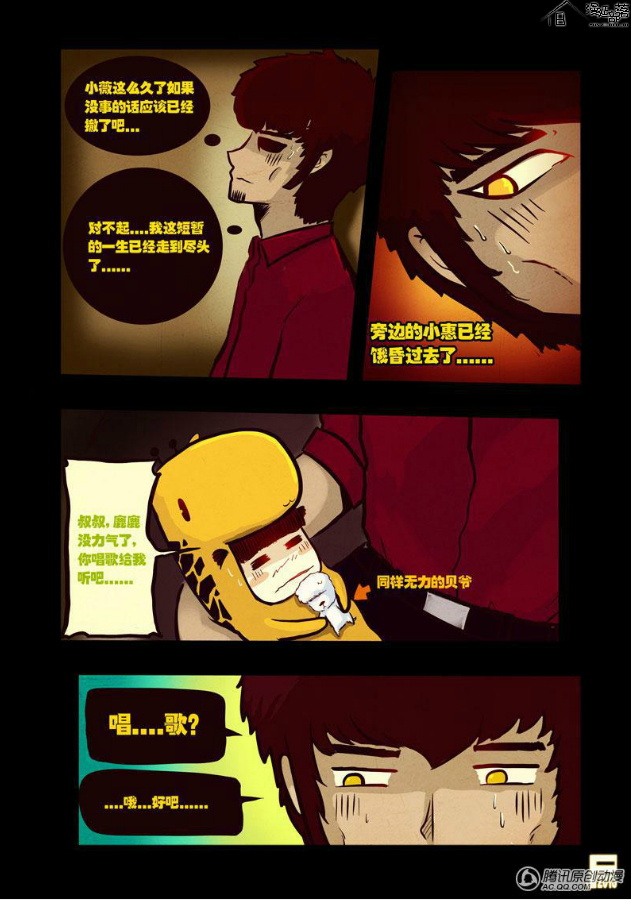 小薇这么久了如果
没事的话应该已经
撤了吧...
对不起....我这短暂
的一生已经走到尽头
了......
旁边的小惠已经
饿昏过去了......
叔叔，鹿鹿
没力气了，
你唱歌给我
听吧......
同样无力的贝爷
唱....歌?
....哦...好吧......
腾讯原创动漫
AC.QQ.COM